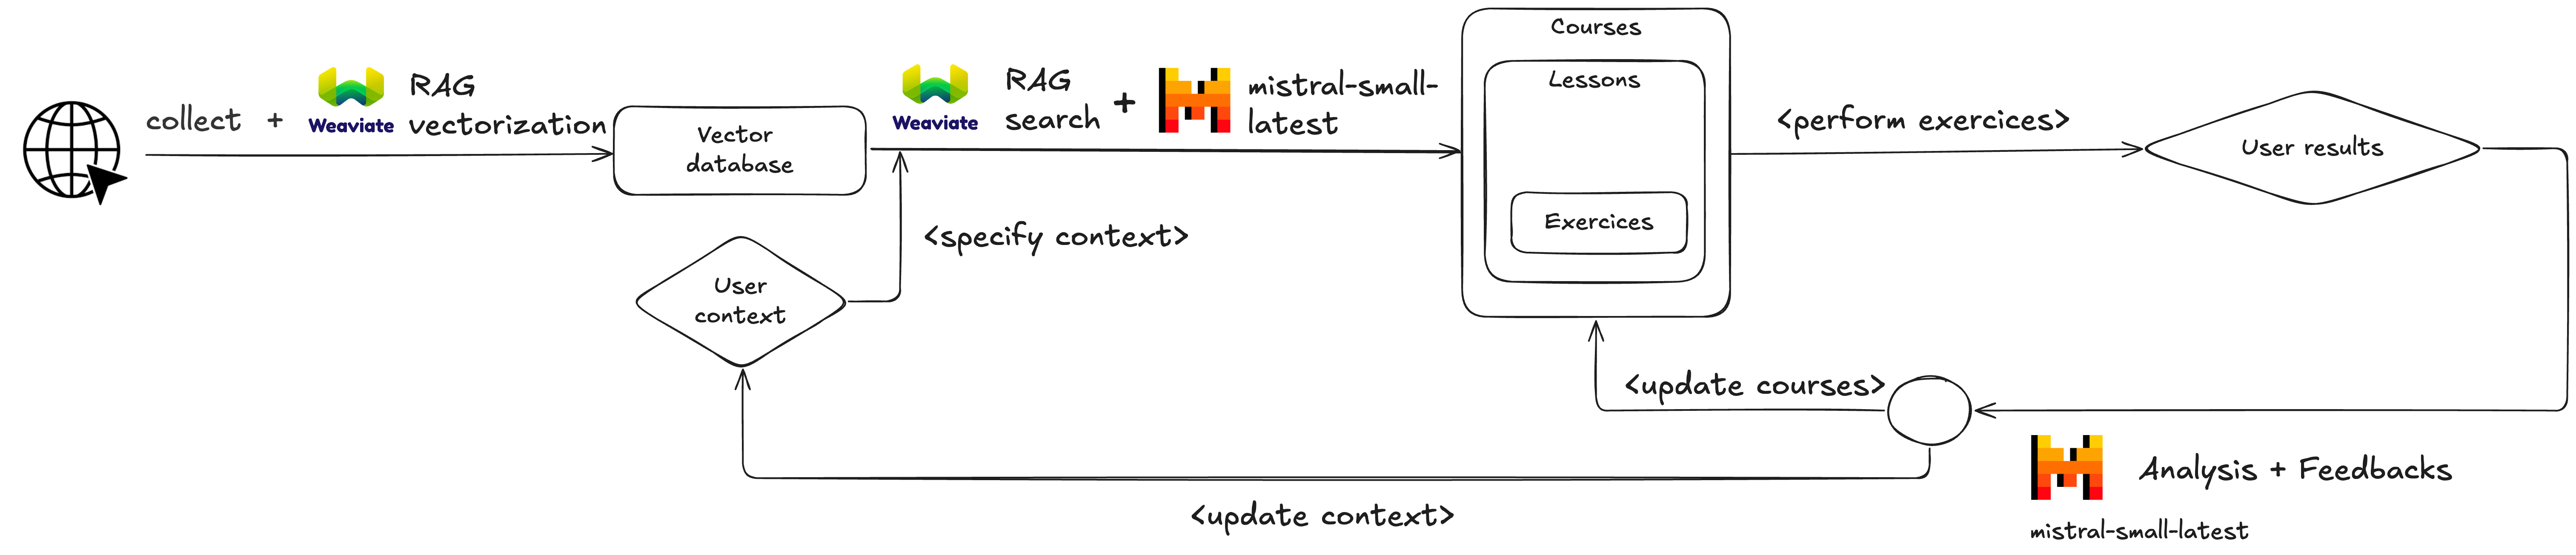 collect +
Weaviate
RAG
vectorization
Vector
database
Weaviate
RAG
search +
mistral-small-
latest
Courses
Lessons
Exercices
<perform exercices>
User results
<specify context>
User
context
<update courses>
Analysis + Feedbacks
mistral-small-latest
<update context>